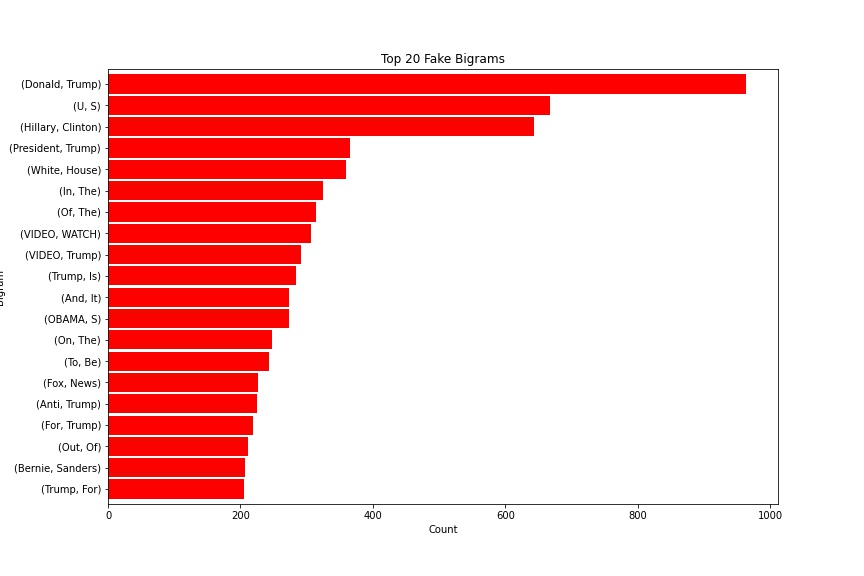 Top 20 Fake Bigrams
(Donald, Trump)
(U, S)
(Hillary, Clinton)
(President, Trump)
(White, House)
(In, The)
(Of, The)
(VIDEO, WATCH)
(VIDEO, Trump)
(Trump, Is)
(And, It)
(OBAMA, S)
(On, The)
(To, Be)
(Fox, News)
(Anti, Trump)
(For, Trump)
(Out, Of)
(Bernie, Sanders)
(Trump, For)
0 200 400 600 800 1000
Count